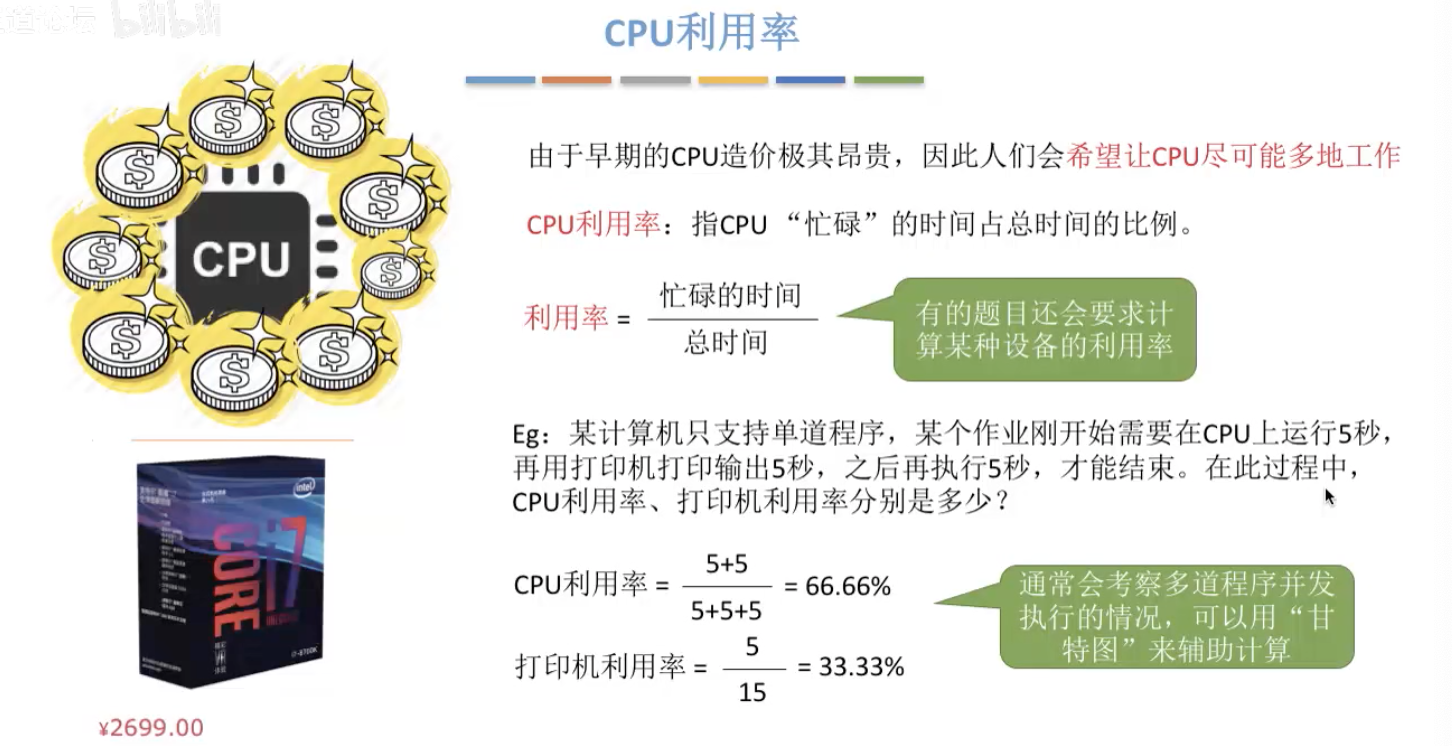 bilibili
CPU利用率
由于早期的CPU造价极其昂贵，因此人们会希望让CPU尽可能多地工作
CPU利用率：指CPU “忙碌”的时间占总时间的比例。
利用率 =
忙碌的时间
总时间
有的题目还会要求计
算某种设备的利用率
CPU
Eg：某计算机只支持单道程序，某个作业刚开始需要在CPU上运行5秒，
再用打印机打印输出5秒，之后再执行5秒，才能结束。在此过程中，
CPU利用率、打印机利用率分别是多少？
CPU利用率 =
5+5
5+5+5
= 66.66%
打印机利用率 =
5
15
= 33.33%
通常会考察多道程序并发
执行的情况，可以用“甘
特图”来辅助计算
intel
CORE
i7
i7-8700K
¥2699.00